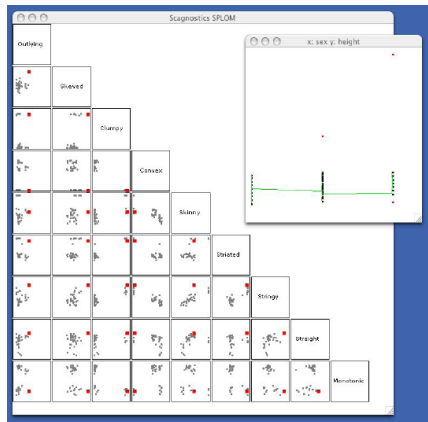 Scagnostics SPLOM
Outlying
x: sex y: height
Skewed
Clumpy
Convex
Skinny
Striated
Stringy
Straight
Monotonic